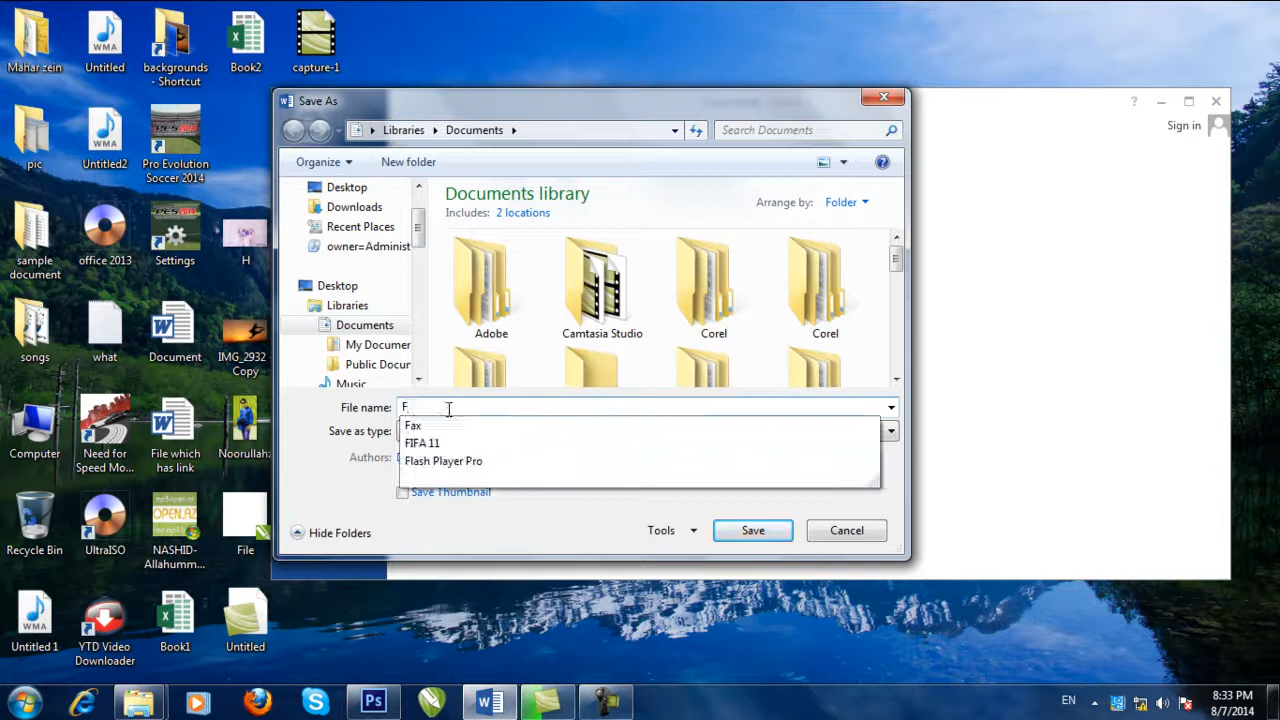 Mahar zein
Untitled
backgrounds - Shortcut
Book2
capture-1
pic
Untitled2
Pro Evolution Soccer 2014
sample document
office 2013
Settings
H
songs
what
Document
IMG_2932 Copy
Computer
Need for Speed Mo...
File which has link
Noorullah
Recycle Bin
UltraISO
NASHID- Allahumm...
File
mp3 space
OPEN.AZ
Untitled 1
YTD Video Downloader
Book1
Untitled
Save As
Libraries
Documents
Search Documents
Organize
New folder
Desktop
Downloads
Recent Places
owner=Administ
Desktop
Libraries
Documents
My Documen
Public Docur
Music
Documents library
Includes: 2 locations
Arrange by: Folder
Adobe
Camtasia Studio
Corel
Corel
File name: F
Save as type:
Fax
FIFA 11
Flash Player Pro
Authors:
Save Thumbnail
Hide Folders
Tools
Save
Cancel
? 
Sign in
EN
8:33 PM
8/7/2014